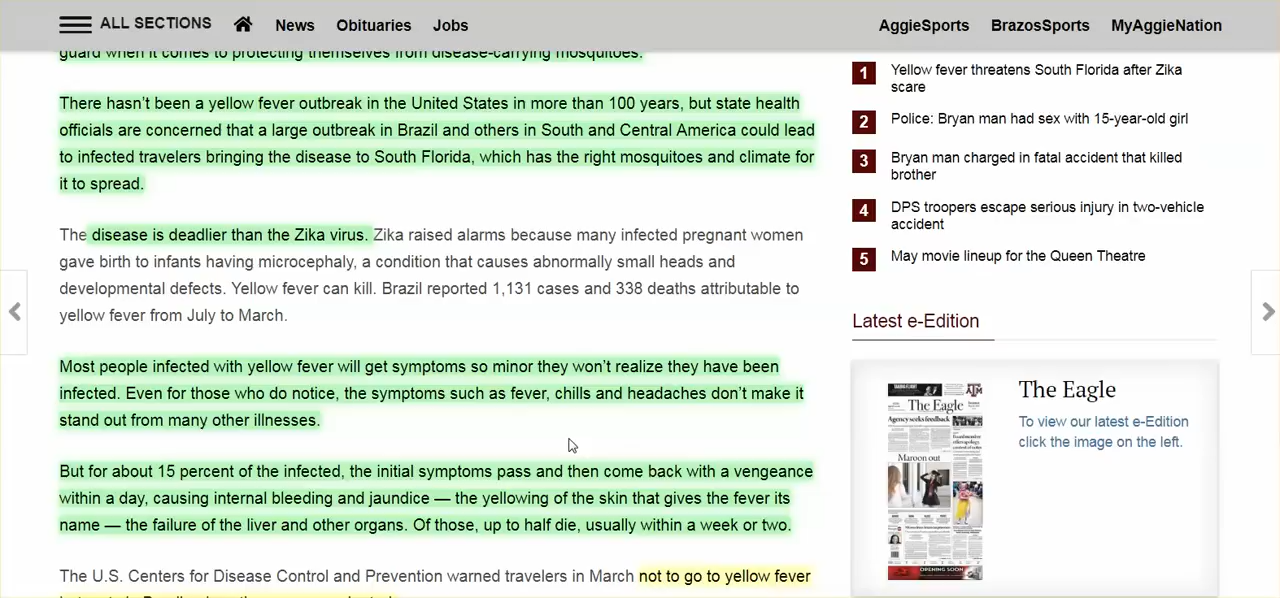 ALL SECTIONS
News
Obituaries
Jobs
AggieSports
BrazosSports
MyAggieNation
guard when it comes to protecting themselves from disease-carrying mosquitoes.
There hasn’t been a yellow fever outbreak in the United States in more than 100 years, but state health
officials are concerned that a large outbreak in Brazil and others in South and Central America could lead
to infected travelers bringing the disease to South Florida, which has the right mosquitoes and climate for
it to spread.
The disease is deadlier than the Zika virus. Zika raised alarms because many infected pregnant women
gave birth to infants having microcephaly, a condition that causes abnormally small heads and
developmental defects. Yellow fever can kill. Brazil reported 1,131 cases and 338 deaths attributable to
yellow fever from July to March.
Most people infected with yellow fever will get symptoms so minor they won’t realize they have been
infected. Even for those who do notice, the symptoms such as fever, chills and headaches don’t make it
stand out from many other illnesses.
But for about 15 percent of the infected, the initial symptoms pass and then come back with a vengeance
within a day, causing internal bleeding and jaundice — the yellowing of the skin that gives the fever its
name — the failure of the liver and other organs. Of those, up to half die, usually within a week or two.
The U.S. Centers for Disease Control and Prevention warned travelers in March not to go to yellow fever
1 Yellow fever threatens South Florida after Zika
scare
2 Police: Bryan man had sex with 15-year-old girl
3 Bryan man charged in fatal accident that killed
brother
4 DPS troopers escape serious injury in two-vehicle
accident
5 May movie lineup for the Queen Theatre
Latest e-Edition
The Eagle
Agency seeks feedback
Maroon out
OPENING SOON
The Eagle
To view our latest e-Edition
click the image on the left.